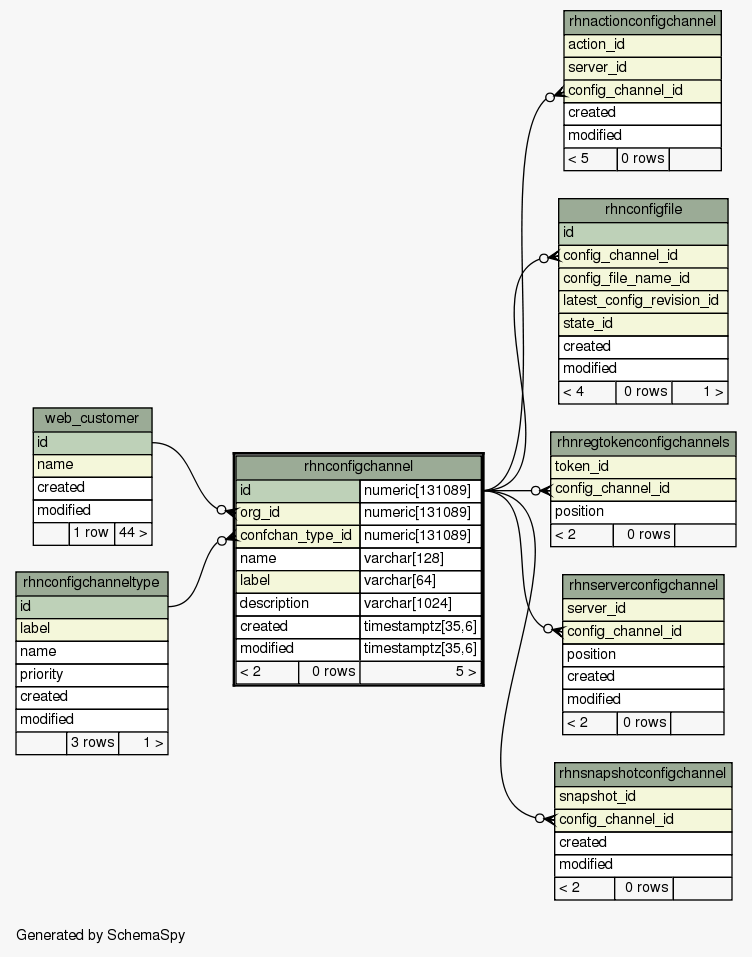 rhnactionconfigchannel
action_id
server_id
config_channel_id
created
modified
< 5 0 rows
rhnconfigfile
id
config_channel_id
config_file_name_id
latest_config_revision_id
state_id
created
modified
< 4 0 rows 1 >
web_customer
id
name
created
modified
1 row 44 >
rhnconfigchannel
id numeric[131089]
org_id numeric[131089]
confchan_type_id numeric[131089]
name varchar[128]
label varchar[64]
description varchar[1024]
created timestamptz[35,6]
modified timestamptz[35,6]
< 2 0 rows 5 >
rhnregtokenconfigchannels
token_id
config_channel_id
position
< 2 0 rows
rhnconfigchanneltype
id
label
name
priority
created
modified
3 rows 1 >
rhnserverconfigchannel
server_id
config_channel_id
position
created
modified
< 2 0 rows
rhnsnapshotconfigchannel
snapshot_id
config_channel_id
created
modified
< 2 0 rows
Generated by SchemaSpy